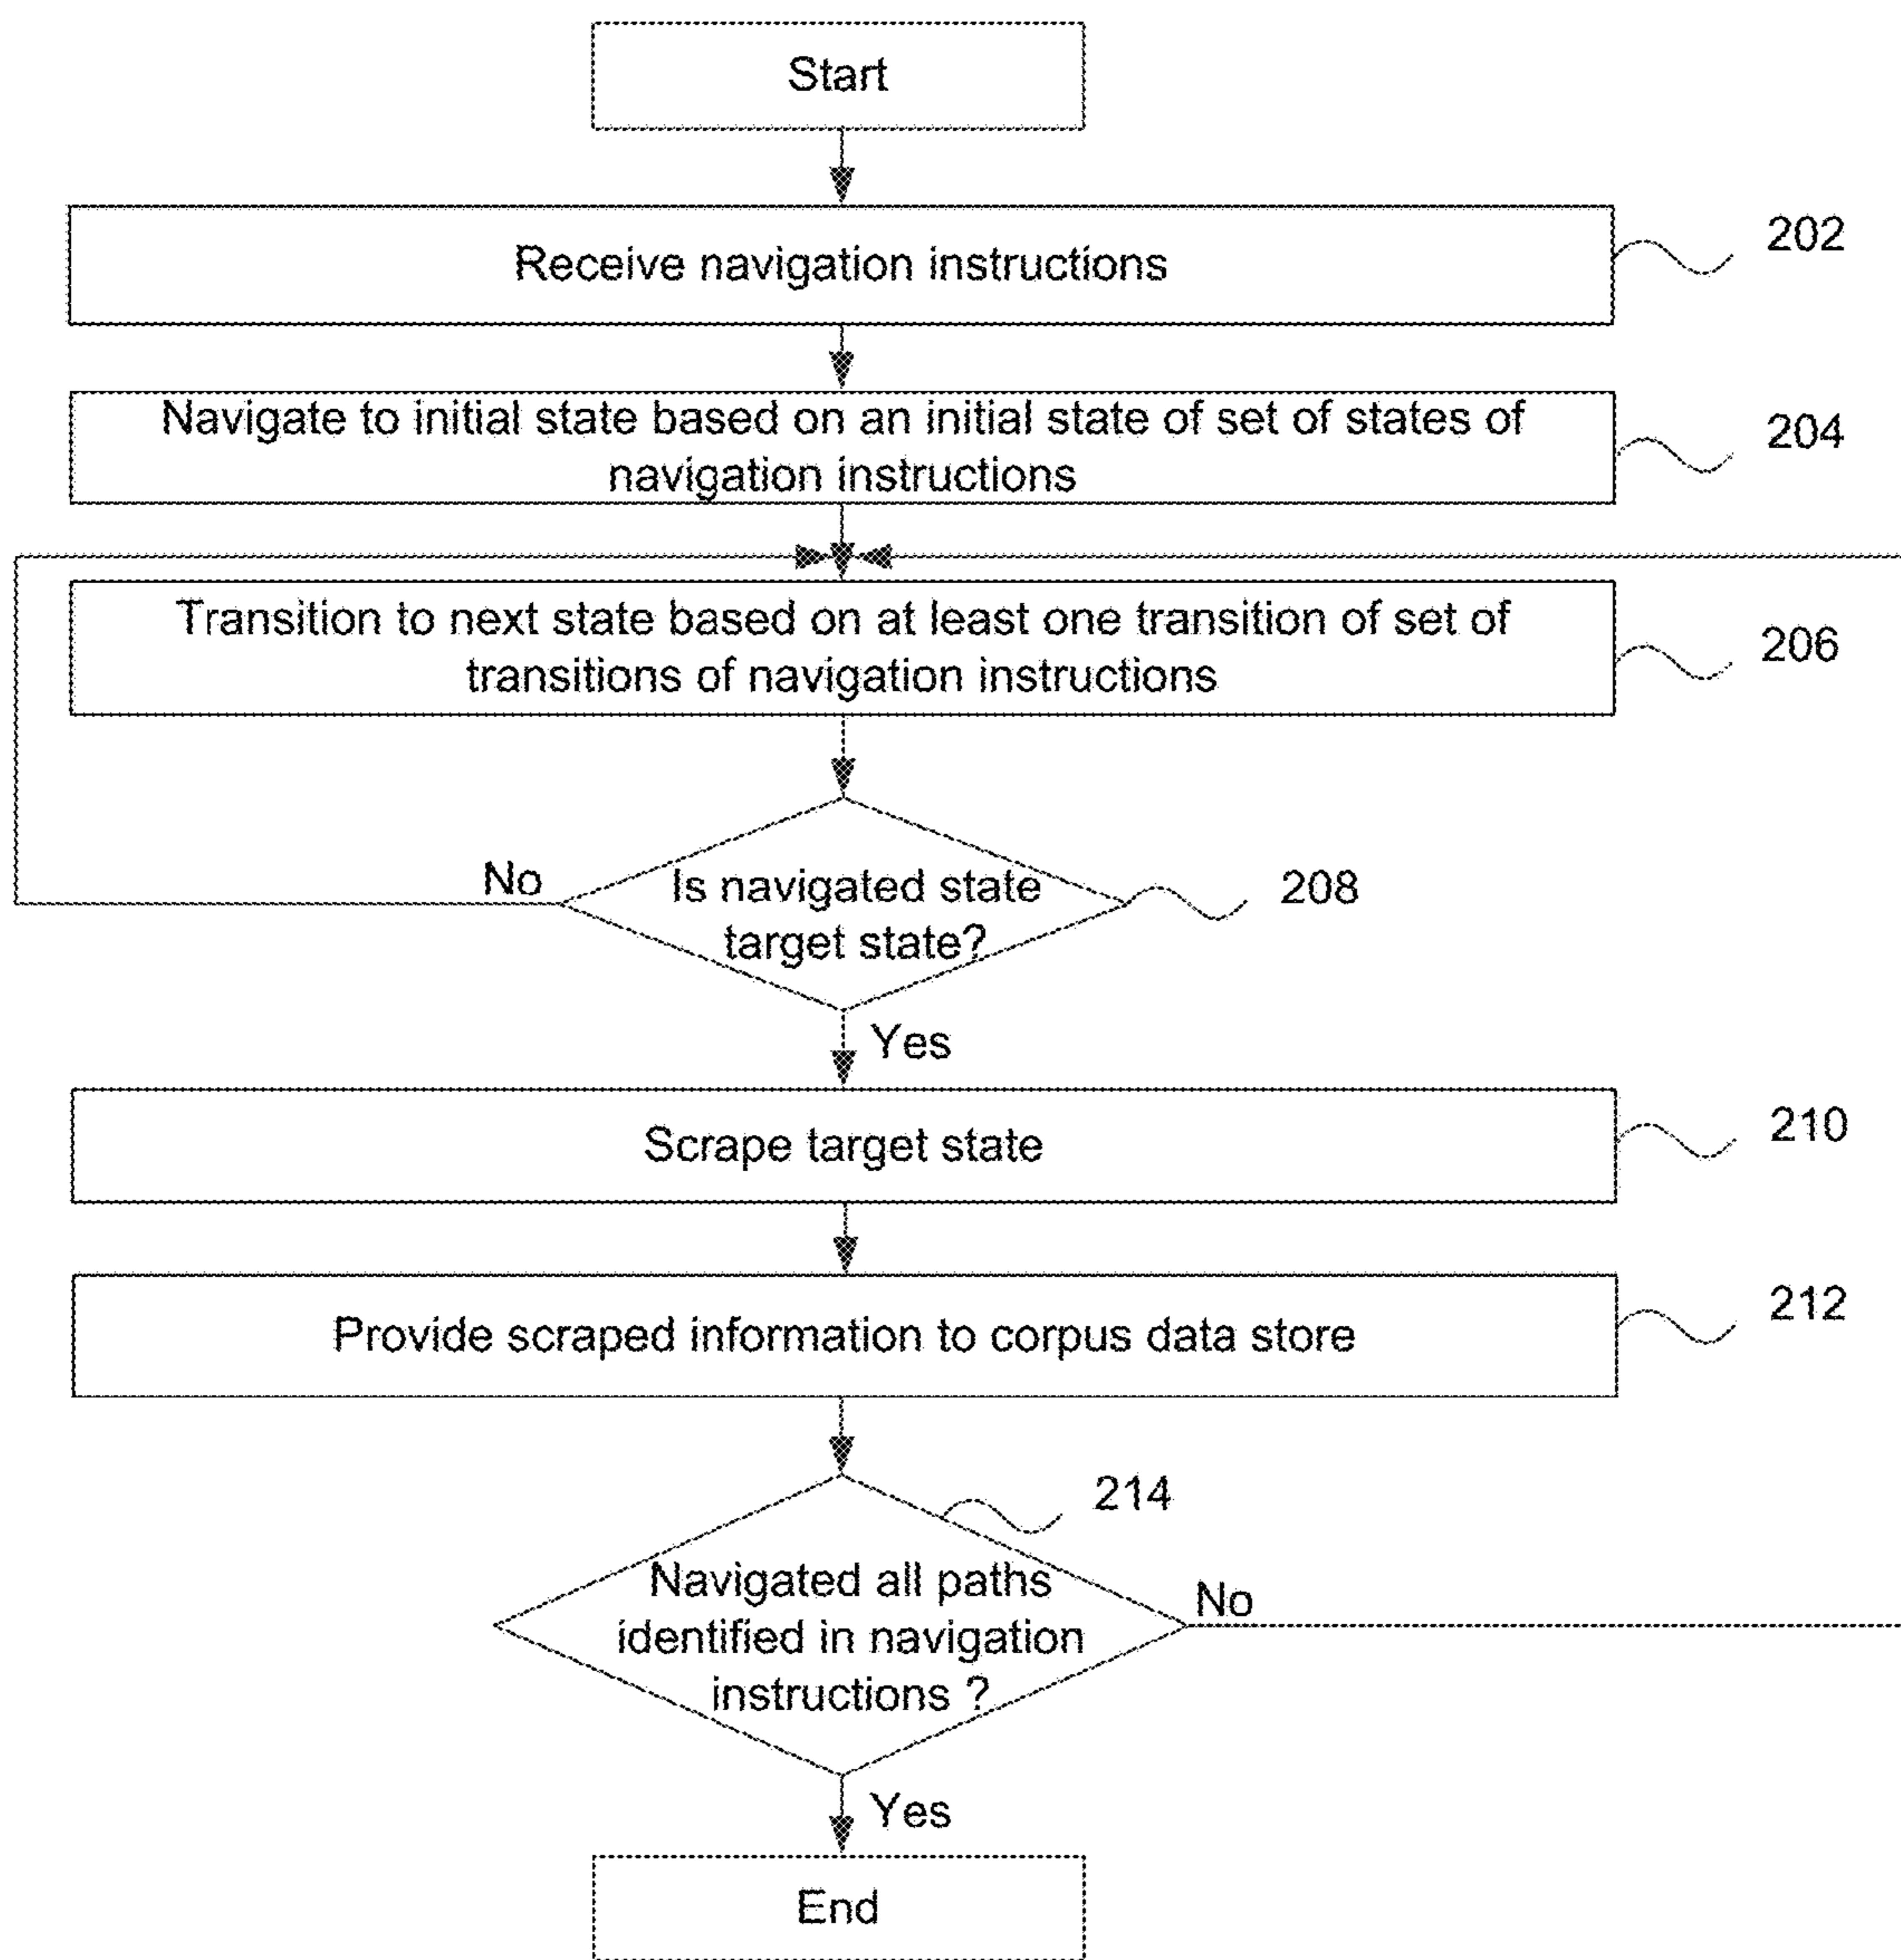 Start
Receive navigation instructions
202
Navigate to initial state based on an initial state of set of states of
navigation instructions
204
Transition to next state based on at least one transition of set of
transitions of navigation instructions
206
No
Is navigated state
target state?
208
Yes
Scrape target state
210
Provide scraped information to corpus data store
212
214
Navigated all paths
identified in navigation
instructions ?
No
Yes
End